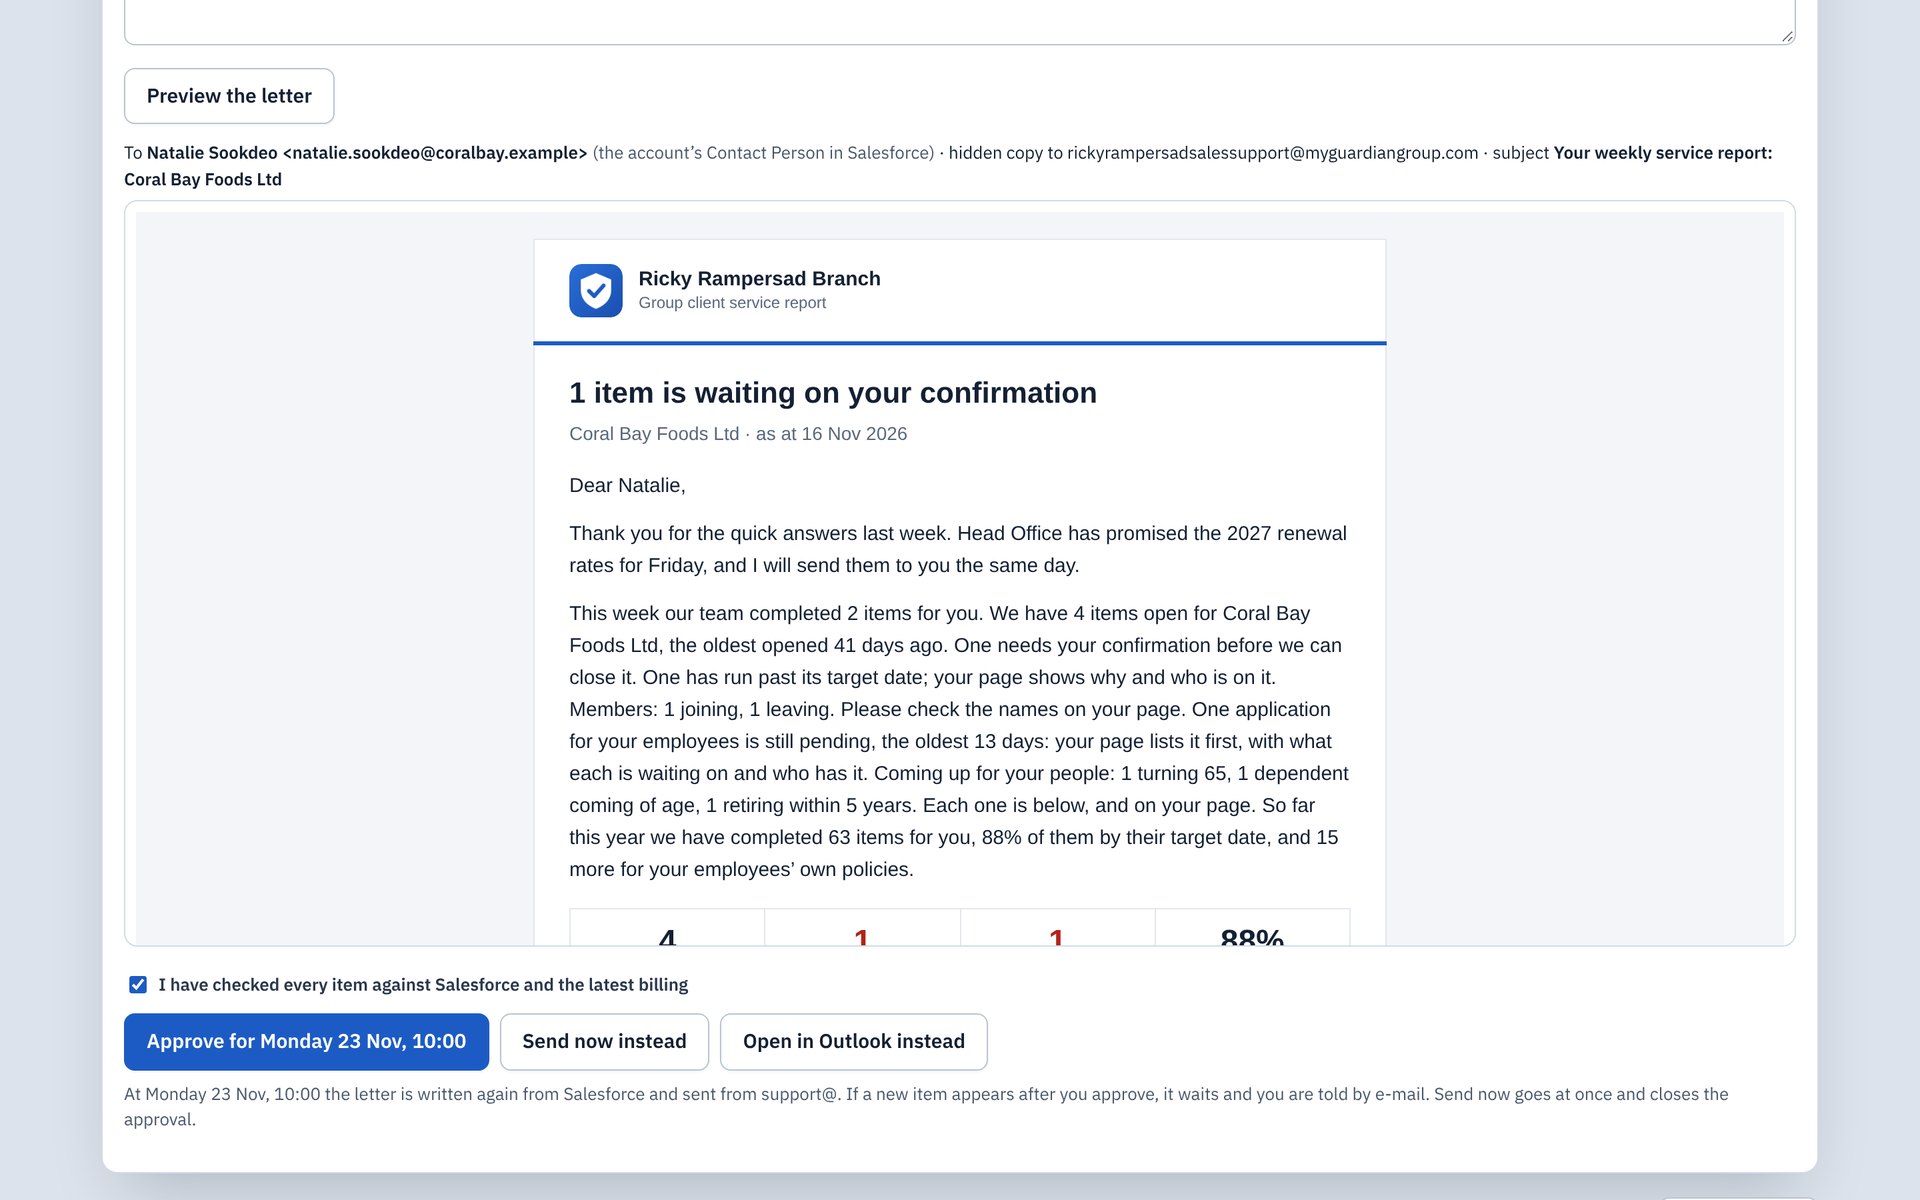 Preview the letter
To Natalie Sookdeo <natalie.sookdeo@coralbay.example> (the account’s Contact Person in Salesforce) · hidden copy to rickyrampersadsalessupport@myguardiangroup.com · subject Your weekly service report:
Coral Bay Foods Ltd
Ricky Rampersad Branch
Group client service report
1 item is waiting on your confirmation
Coral Bay Foods Ltd · as at 16 Nov 2026
Dear Natalie,
Thank you for the quick answers last week. Head Office has promised the 2027 renewal
rates for Friday, and I will send them to you the same day.
This week our team completed 2 items for you. We have 4 items open for Coral Bay
Foods Ltd, the oldest opened 41 days ago. One needs your confirmation before we can
close it. One has run past its target date; your page shows why and who is on it.
Members: 1 joining, 1 leaving. Please check the names on your page. One application
for your employees is still pending, the oldest 13 days: your page lists it first, with what
each is waiting on and who has it. Coming up for your people: 1 turning 65, 1 dependent
coming of age, 1 retiring within 5 years. Each one is below, and on your page. So far
this year we have completed 63 items for you, 88% of them by their target date, and 15
more for your employees’ own policies.
4 1 1 88%
I have checked every item against Salesforce and the latest billing
Approve for Monday 23 Nov, 10:00 Send now instead Open in Outlook instead
At Monday 23 Nov, 10:00 the letter is written again from Salesforce and sent from support@. If a new item appears after you approve, it waits and you are told by e-mail. Send now goes at once and closes the
approval.